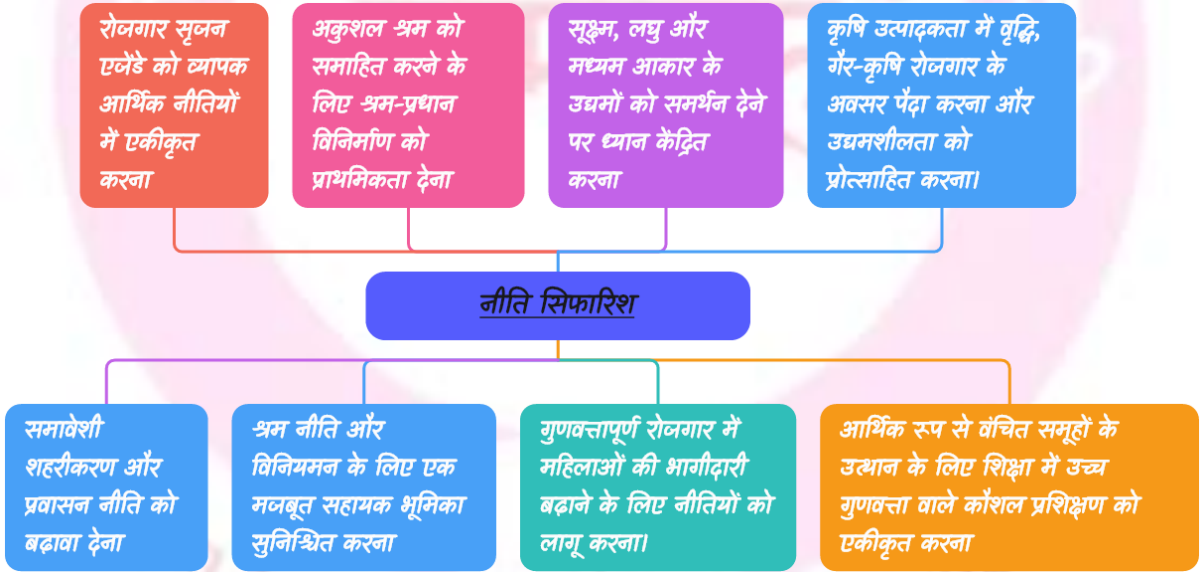 रोजगार सृजन
एजेंडे को व्यापक
आर्थिक नीतियों
में एकीकृत
करना
अकुशल श्रम को
समाहित करने के
लिए श्रम-प्रधान
विनिर्माण को
प्राथमिकता देना
सूक्ष्म, लघु और
मध्यम आकार के
उद्यमों को समर्थन देने
पर ध्यान केंद्रित
करना
कृषि उत्पादकता में वृद्धि,
गैर-कृषि रोजगार के
अवसर पैदा करना और
उद्यमशीलता को
प्रोत्साहित करना।
नीति सिफारिश
समावेशी
शहरीकरण और
प्रवासन नीति को
बढ़ावा देना
श्रम नीति और
विनियमन के लिए एक
मजबूत सहायक भूमिका
सुनिश्चित करना
गुणवत्तापूर्ण रोजगार में
महिलाओं की भागीदारी
बढ़ाने के लिए नीतियों को
लागू करना।
आर्थिक रूप से वंचित समूहों के
उत्थान के लिए शिक्षा में उच्च
गुणवत्ता वाले कौशल प्रशिक्षण को
एकीकृत करना